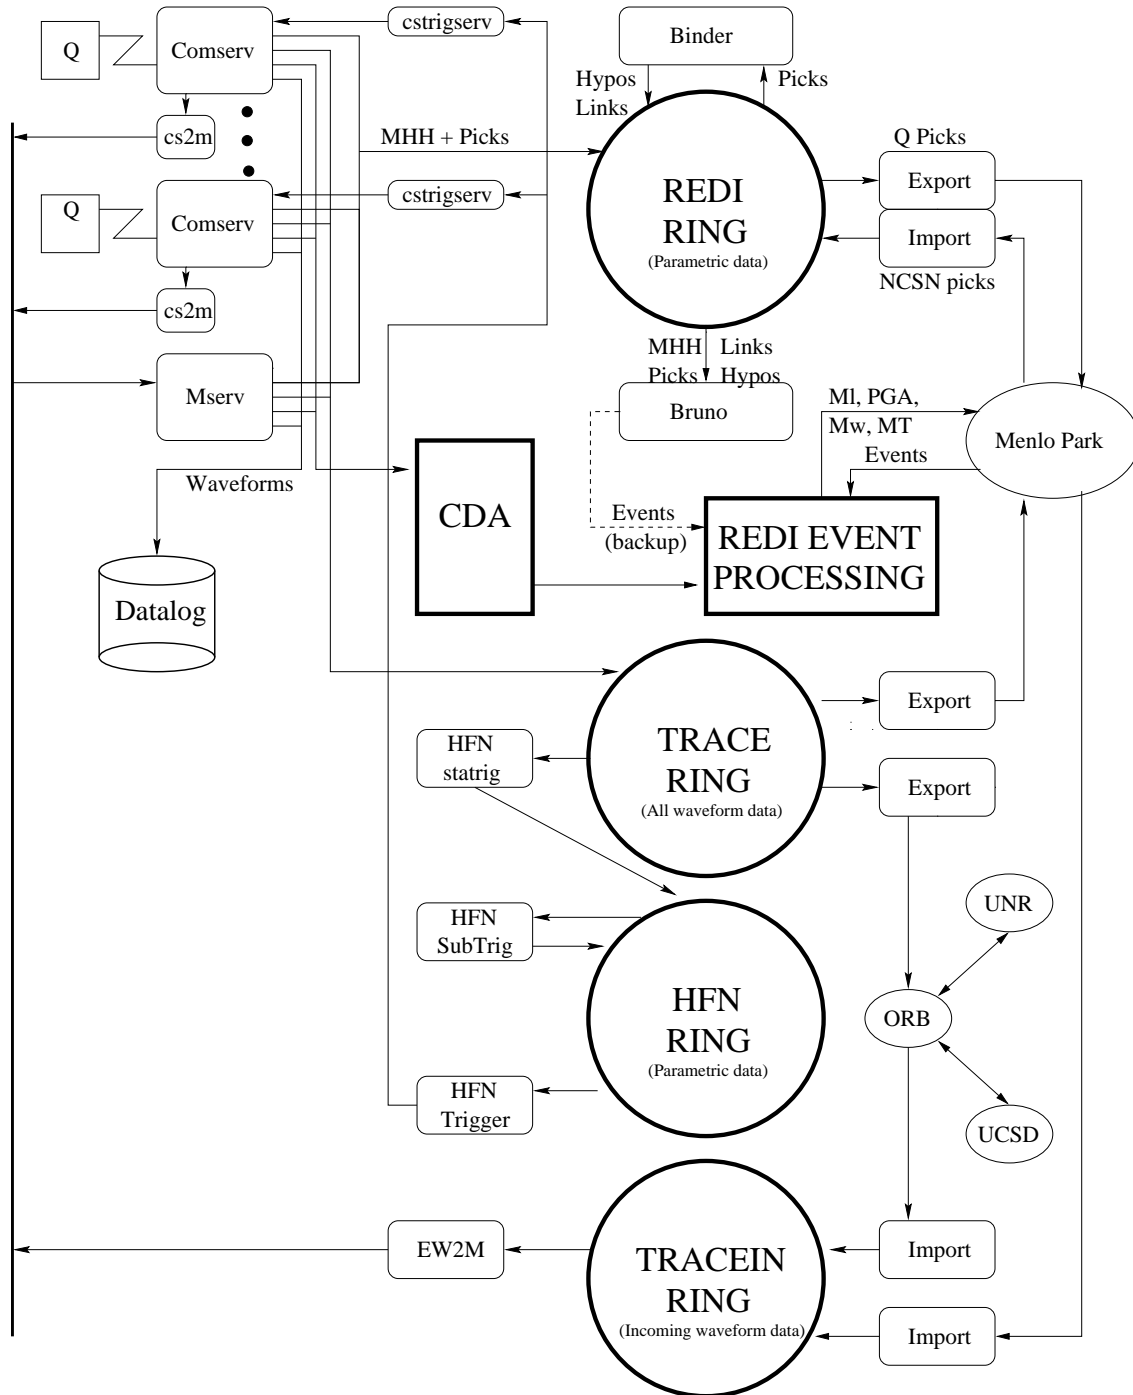 cstrigserv
Binder
Q
Comserv
Hypos
Links
Picks
cs2m
MHH + Picks
Q Picks
Export
REDI
RING
(Parametric data)
cstrigserv
Q
Comserv
Import
NCSN picks
cs2m
MHH
Picks
Links
Hypos
Mserv
Bruno
Ml, PGA,
Mw, MT
Events
Menlo Park
Waveforms
CDA
Events
(backup)
REDI EVENT
PROCESSING
Datalog
Export
HFN
statrig
TRACE
RING
(All waveform data)
Export
HFN
SubTrig
UNR
HFN
RING
(Parametric data)
ORB
HFN
Trigger
UCSD
EW2M
TRACEIN
RING
(Incoming waveform data)
Import
Import